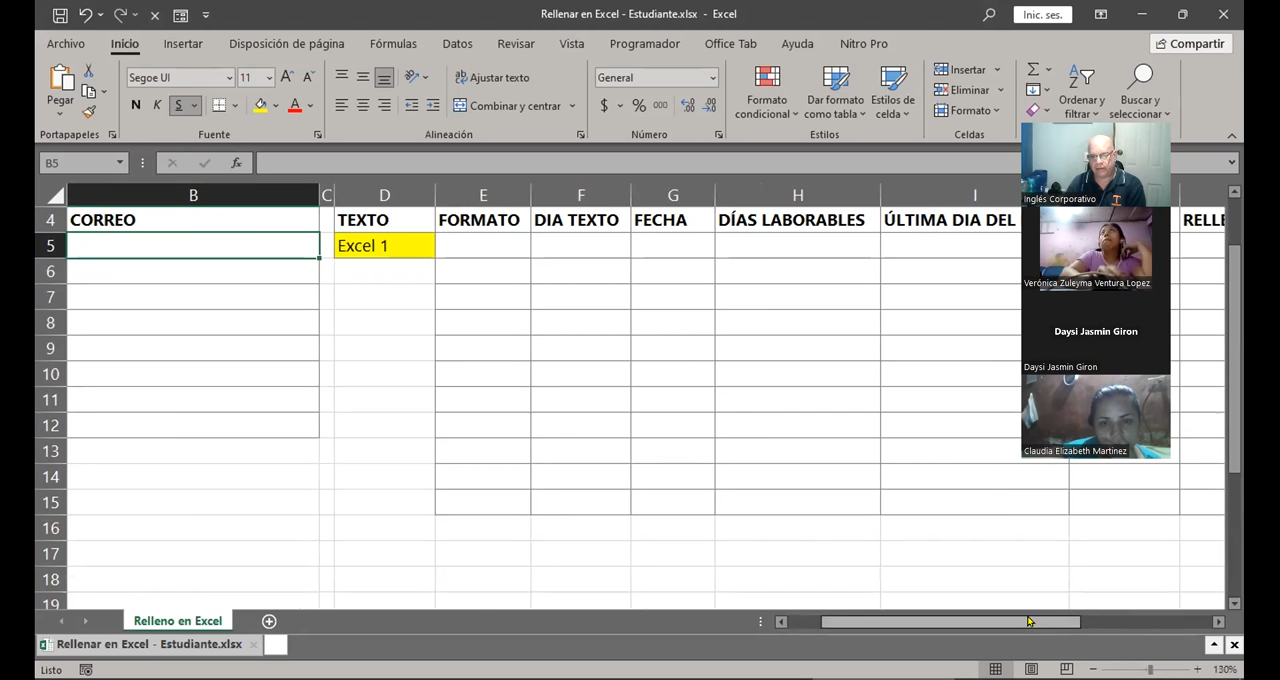 Rellenar en Excel - Estudiante.xlsx - Excel
Inic. ses.
Archivo Inicio Insertar Disposición de página Fórmulas Datos Revisar Vista Programador Office Tab Ayuda Nitro Pro Compartir
Pegar
Segoe UI 11
Ajustar texto
General
Formato condicional
Dar formato como tabla
Estilos de celda
Insertar
Eliminar
Formato
Ordenar y filtrar
Buscar y seleccionar
N K S
Combinar y centrar
$ % 000
Portapapeles Fuente Alineación Número Estilos Celdas
B5 fx
B C D E F G H I
4 CORREO TEXTO FORMATO DIA TEXTO FECHA DÍAS LABORABLES ÚLTIMA DIA DEL RELLE
5 Excel 1
6
7
8
9
10
11
12
13
14
15
16
17
18
19
Inglés Corporativo
Verónica Zuleyma Ventura Lopez
Daysi Jasmin Giron
Daysi Jasmin Giron
Claudia Elizabeth Martinez
Relleno en Excel
Rellenar en Excel - Estudiante.xlsx
Listo
130%